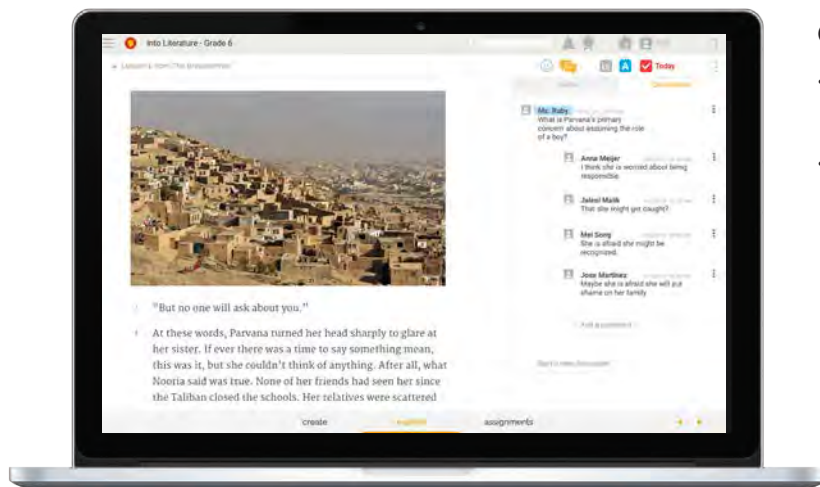 Into Literature - Grade 6
Today
Ms. Ruby
What is Parvana's primary
concern about assuming the role
of a boy?
Anna Meijer
I think she is worried about being
responsible.
Jaleel Malik
That she might get caught?
Mei Song
She is afraid she might be
recognized.
Jose Martinez
Maybe she is afraid she will put
shame on her family
Add a comment
Start a new discussion
"But no one will ask about you."
At these words, Parvana turned her head sharply to glare at
her sister. If ever there was a time to say something mean,
this was it, but she couldn't think of anything. After all, what
Nooria said was true. None of her friends had seen her since
the Taliban closed the schools. Her relatives were scattered
create
explore
assignments